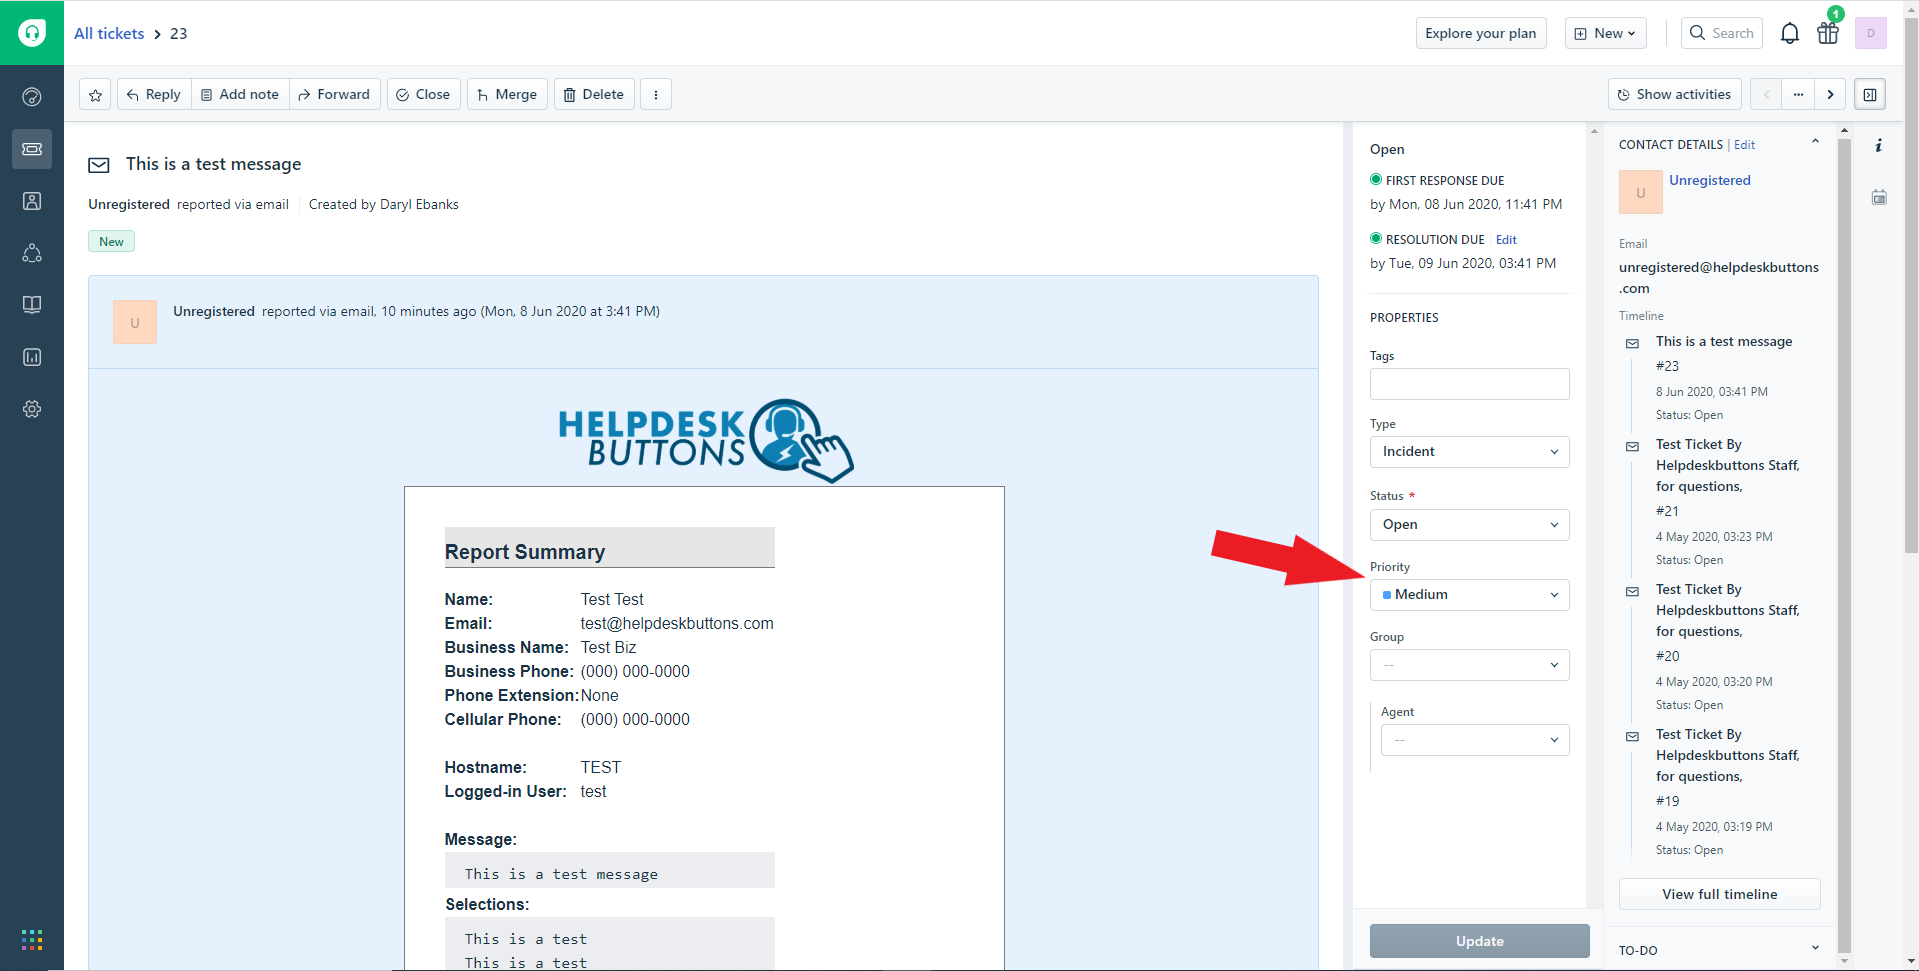 All tickets > 23
Explore your plan
New
Search
1
D
Reply
Add note
Forward
Close
Merge
Delete
Show activities
This is a test message
Unregistered reported via email
Created by Daryl Ebanks
New
U
Unregistered reported via email, 10 minutes ago (Mon, 8 Jun 2020 at 3:41 PM)
HELPDESK
BUTTONS
Report Summary
Name: Test Test
Email: test@helpdeskbuttons.com
Business Name: Test Biz
Business Phone: (000) 000-0000
Phone Extension: None
Cellular Phone: (000) 000-0000
Hostname: TEST
Logged-in User: test
Message:
This is a test message
Selections:
This is a test
This is a test
Open
FIRST RESPONSE DUE
by Mon, 08 Jun 2020, 11:41 PM
RESOLUTION DUE Edit
by Tue, 09 Jun 2020, 03:41 PM
PROPERTIES
Tags
Type
Incident
Status *
Open
Priority
Medium
Group
--
Agent
--
Update
CONTACT DETAILS | Edit
U
Unregistered
Email
unregistered@helpdeskbuttons
.com
Timeline
This is a test message
#23
8 Jun 2020, 03:41 PM
Status: Open
Test Ticket By
Helpdeskbuttons Staff,
for questions,
#21
4 May 2020, 03:23 PM
Status: Open
Test Ticket By
Helpdeskbuttons Staff,
for questions,
#20
4 May 2020, 03:20 PM
Status: Open
Test Ticket By
Helpdeskbuttons Staff,
for questions,
#19
4 May 2020, 03:19 PM
Status: Open
View full timeline
TO-DO